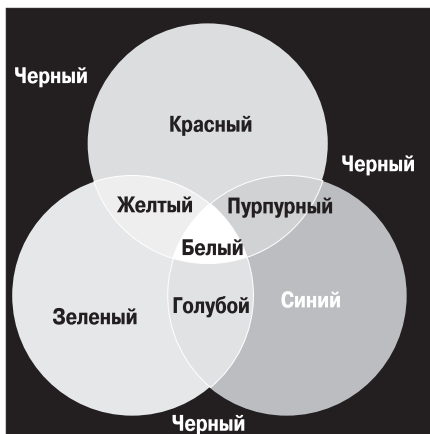 Черный
Красный
Черный
Желтый
Пурпурный
Белый
Зеленый
Голубой
Синий
Черный